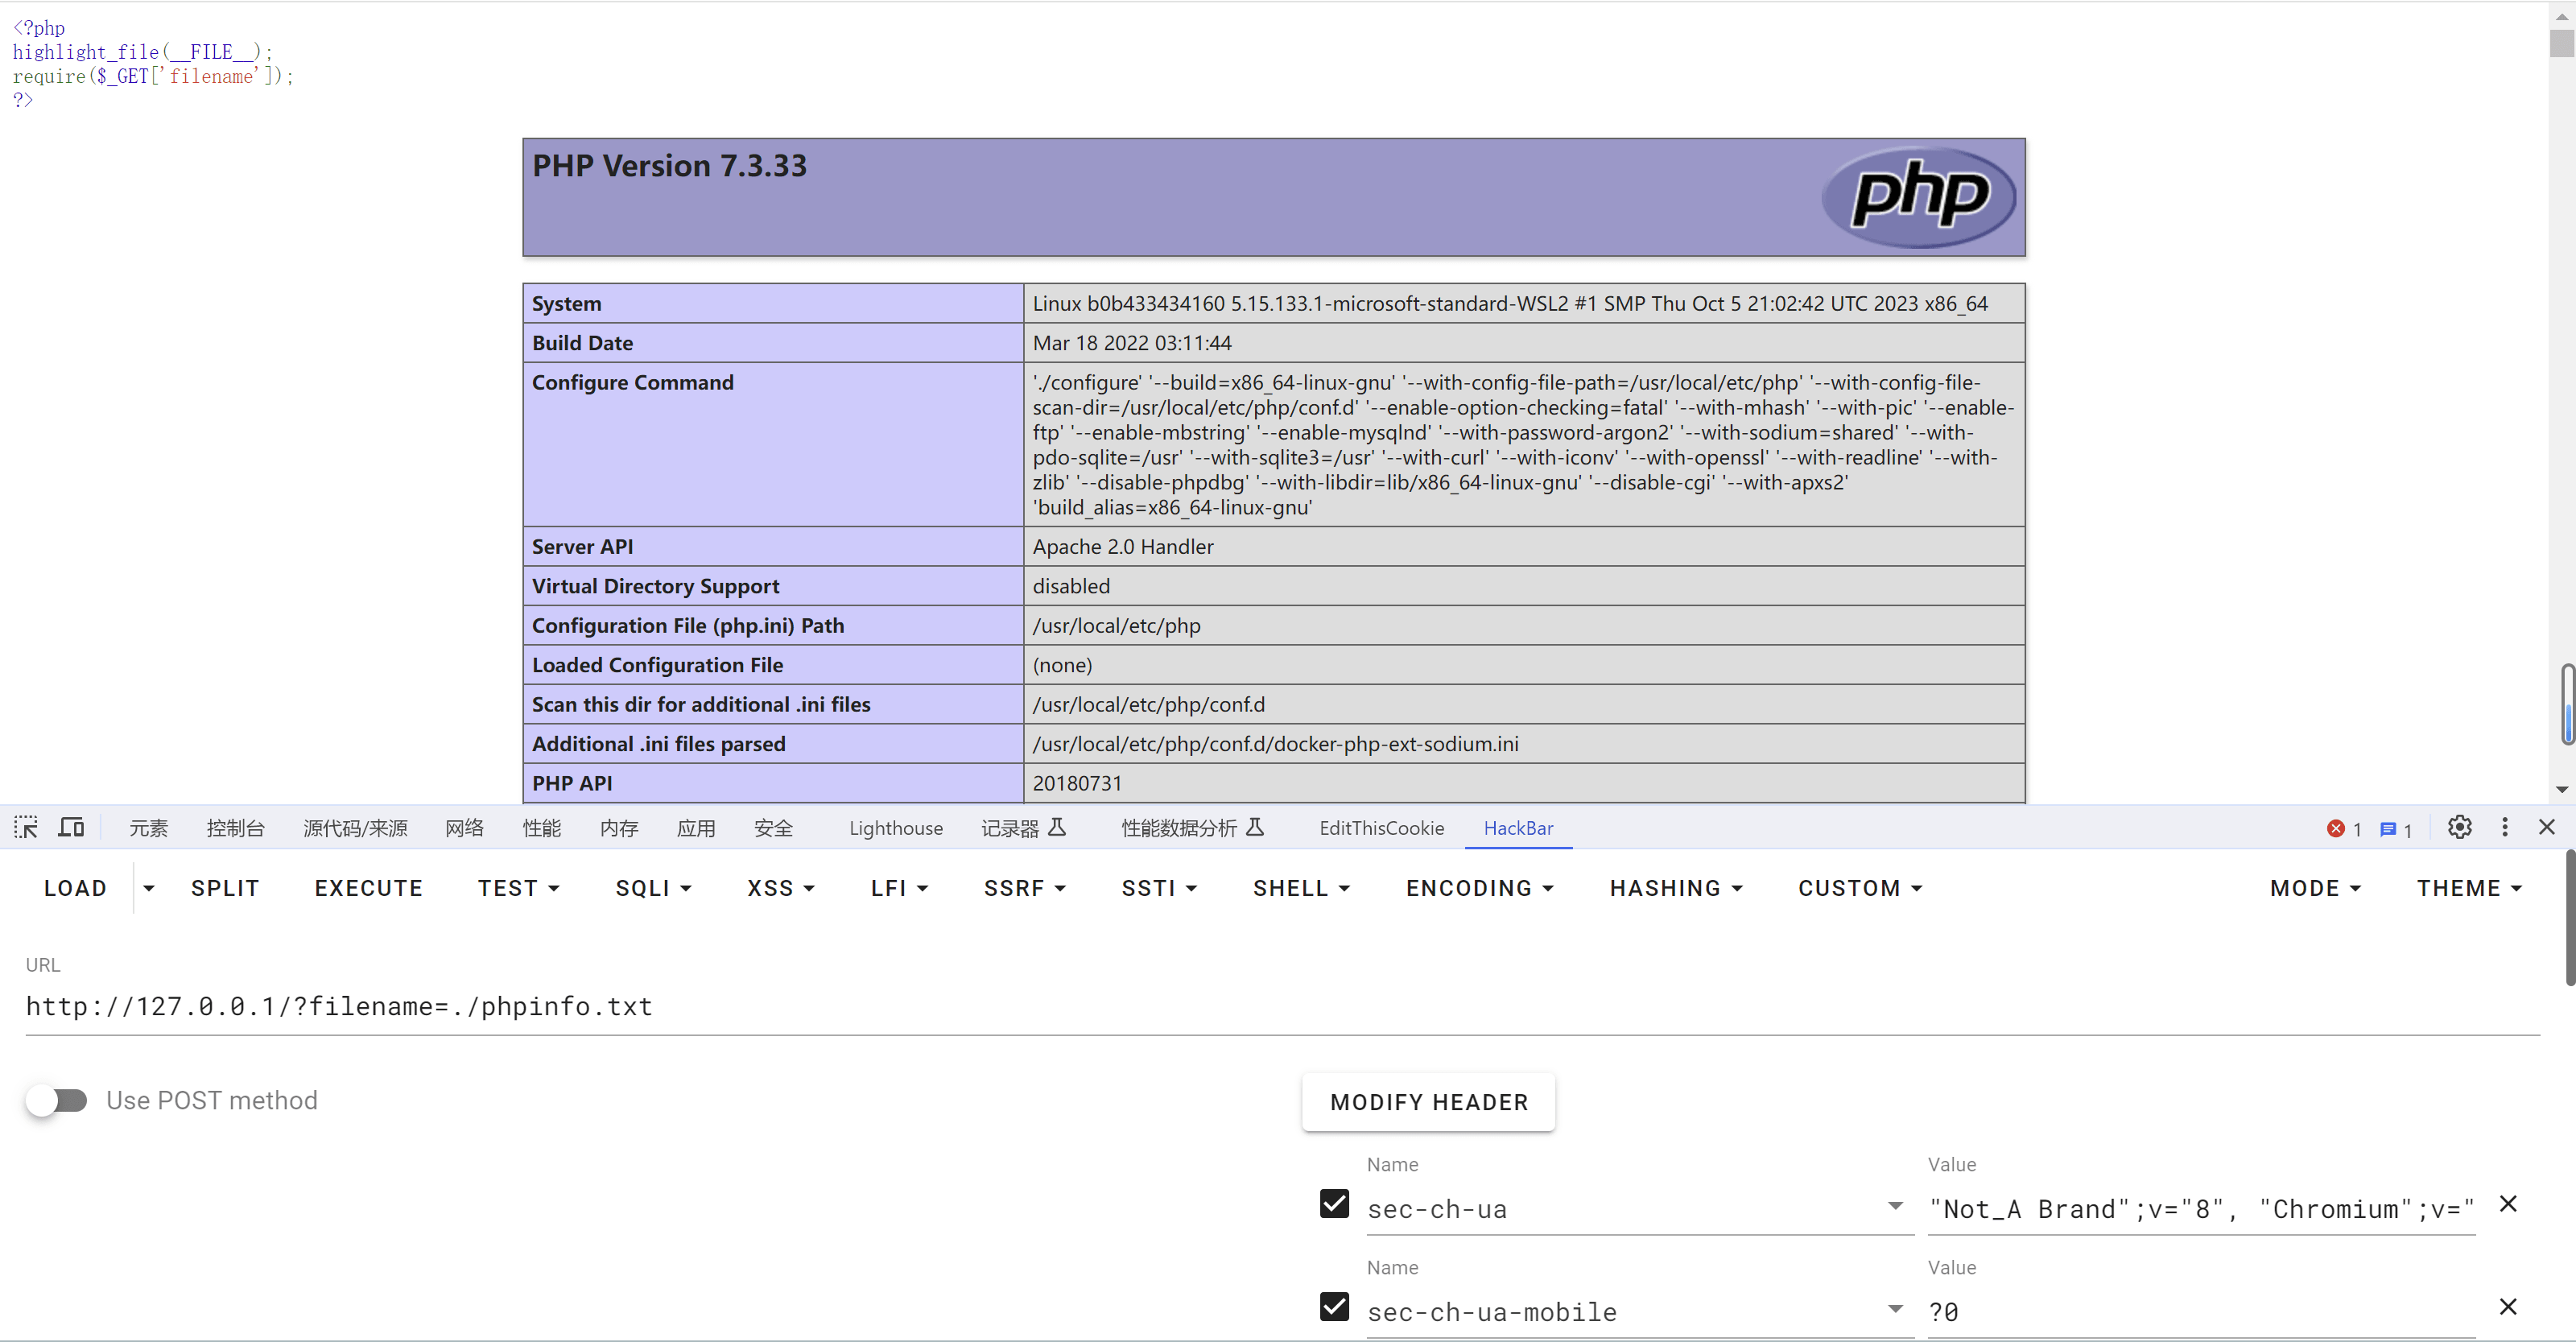 <?php
highlight_file(__FILE__);
require($_GET['filename']);
?>
PHP Version 7.3.33
php
System Linux b0b433434160 5.15.133.1-microsoft-standard-WSL2 #1 SMP Thu Oct 5 21:02:42 UTC 2023 x86_64
Build Date Mar 18 2022 03:11:44
Configure Command './configure' '--build=x86_64-linux-gnu' '--with-config-file-path=/usr/local/etc/php' '--with-config-file-
scan-dir=/usr/local/etc/php/conf.d' '--enable-option-checking=fatal' '--with-mhash' '--with-pic' '--enable-
ftp' '--enable-mbstring' '--enable-mysqlnd' '--with-password-argon2' '--with-sodium=shared' '--with-
pdo-sqlite=/usr' '--with-sqlite3=/usr' '--with-curl' '--with-iconv' '--with-openssl' '--with-readline' '--with-
zlib' '--disable-phpdbg' '--with-libdir=lib/x86_64-linux-gnu' '--disable-cgi' '--with-apxs2'
'build_alias=x86_64-linux-gnu'
Server API Apache 2.0 Handler
Virtual Directory Support disabled
Configuration File (php.ini) Path /usr/local/etc/php
Loaded Configuration File (none)
Scan this dir for additional .ini files /usr/local/etc/php/conf.d
Additional .ini files parsed /usr/local/etc/php/conf.d/docker-php-ext-sodium.ini
PHP API 20180731
元素 控制台 源代码/来源 网络 性能 内存 应用 安全 Lighthouse 记录器 性能数据分析 EditThisCookie HackBar 1 1
LOAD SPLIT EXECUTE TEST SQLI XSS LFI SSRF SSTI SHELL ENCODING HASHING CUSTOM MODE THEME
URL
http://127.0.0.1/?filename=./phpinfo.txt
Use POST method
MODIFY HEADER
Name Value
sec-ch-ua "Not_A Brand";v="8", "Chromium";v="
Name Value
sec-ch-ua-mobile ?0